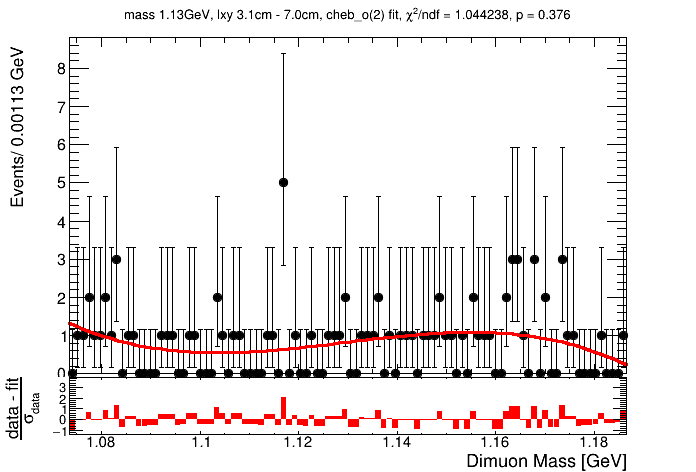 mass 1.13GeV, lxy 3.1cm - 7.0cm, cheb_o(2) fit, χ²/ndf = 1.044238, p = 0.376
Events/ 0.00113 GeV
8
7
6
5
4
3
2
1
0
data - fit
σdata
3
2
1
0
−1
1.08 1.1 1.12 1.14 1.16 1.18
Dimuon Mass [GeV]